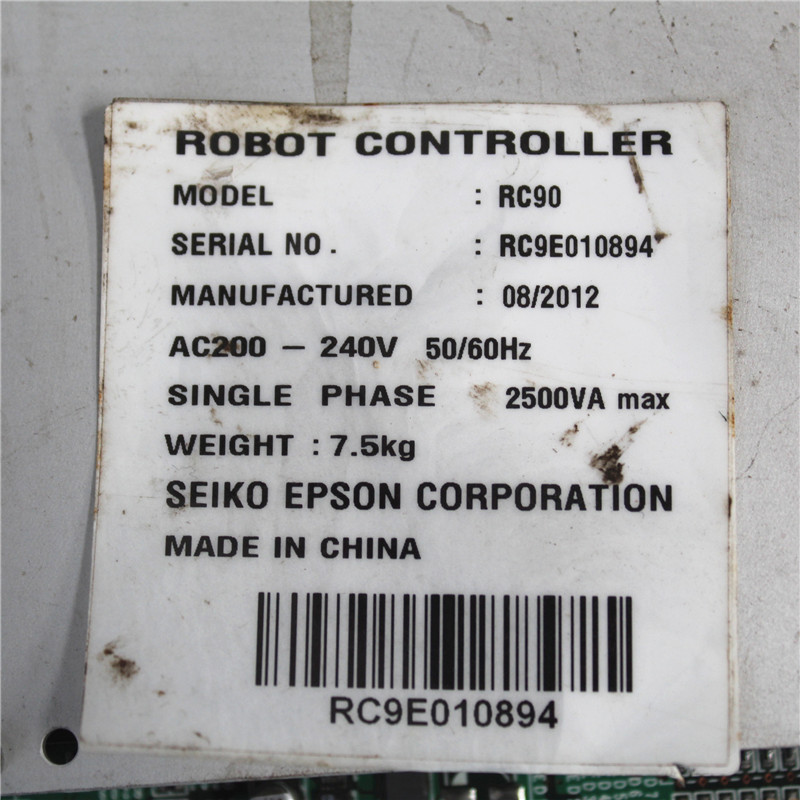 ROBOT CONTROLLER
MODEL : RC90
SERIAL NO. : RC9E010894
MANUFACTURED : 08/2012
AC200 – 240V 50/60Hz
SINGLE PHASE 2500VA max
WEIGHT : 7.5kg
SEIKO EPSON CORPORATION
MADE IN CHINA
RC9E010894